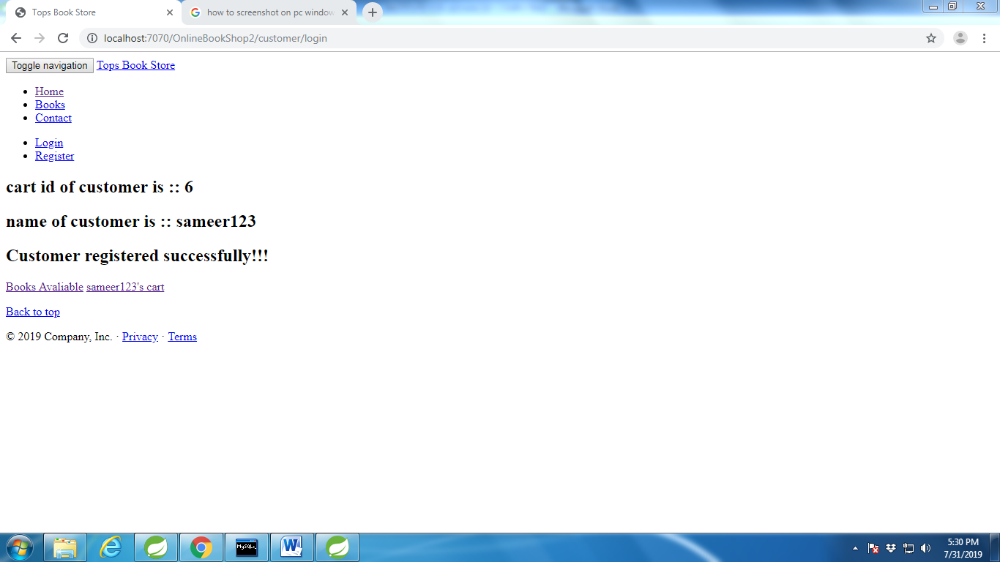 Tops Book Store
how to screenshot on pc window
localhost:7070/OnlineBookShop2/customer/login
Toggle navigation Tops Book Store
Home
Books
Contact
Login
Register
cart id of customer is :: 6
name of customer is :: sameer123
Customer registered successfully!!!
Books Avaliable sameer123's cart
Back to top
© 2019 Company, Inc. · Privacy · Terms
5:30 PM
7/31/2019